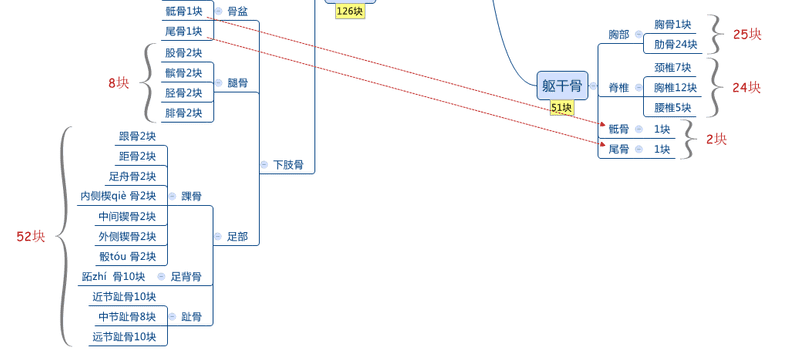 骶骨1块
骨盆
尾骨1块
126块
股骨2块
髌骨2块
胫骨2块
腓骨2块
8块
腿骨
下肢骨
跟骨2块
距骨2块
足舟骨2块
内侧楔qiè 骨2块
中间锲骨2块
外侧锲骨2块
骰tóu 骨2块
踝骨
52块
足部
跖zhí 骨10块
足背骨
近节趾骨10块
中节趾骨8块
远节趾骨10块
趾骨
躯干骨
51块
胸部
胸骨1块
肋骨24块
25块
脊椎
颈椎7块
胸椎12块
腰椎5块
24块
骶骨 1块
尾骨 1块
2块